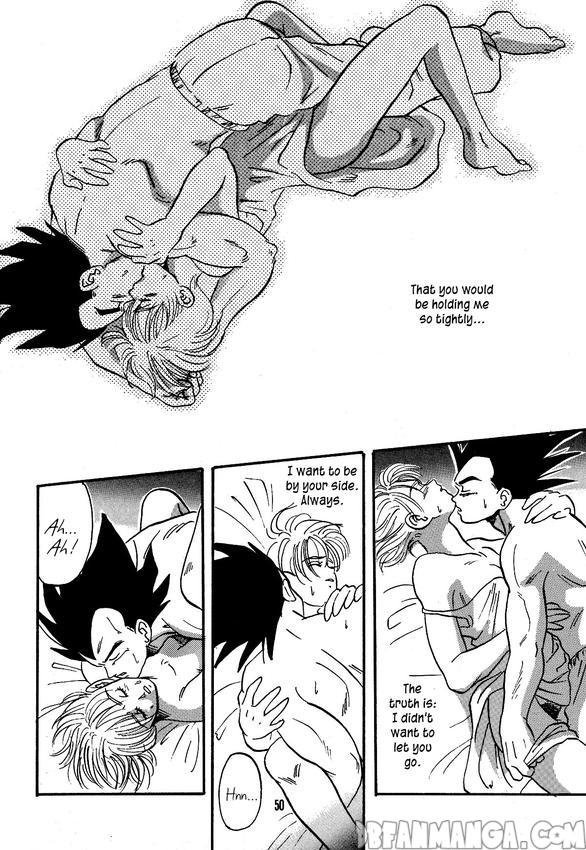 That you would
be holding me
so tightly...
Ah...
Ah!
I want to be
by your side.
Always.
Hnn...
The
truth is:
I didn't
want to
let you
go.
50
DBFANMANGA.COM